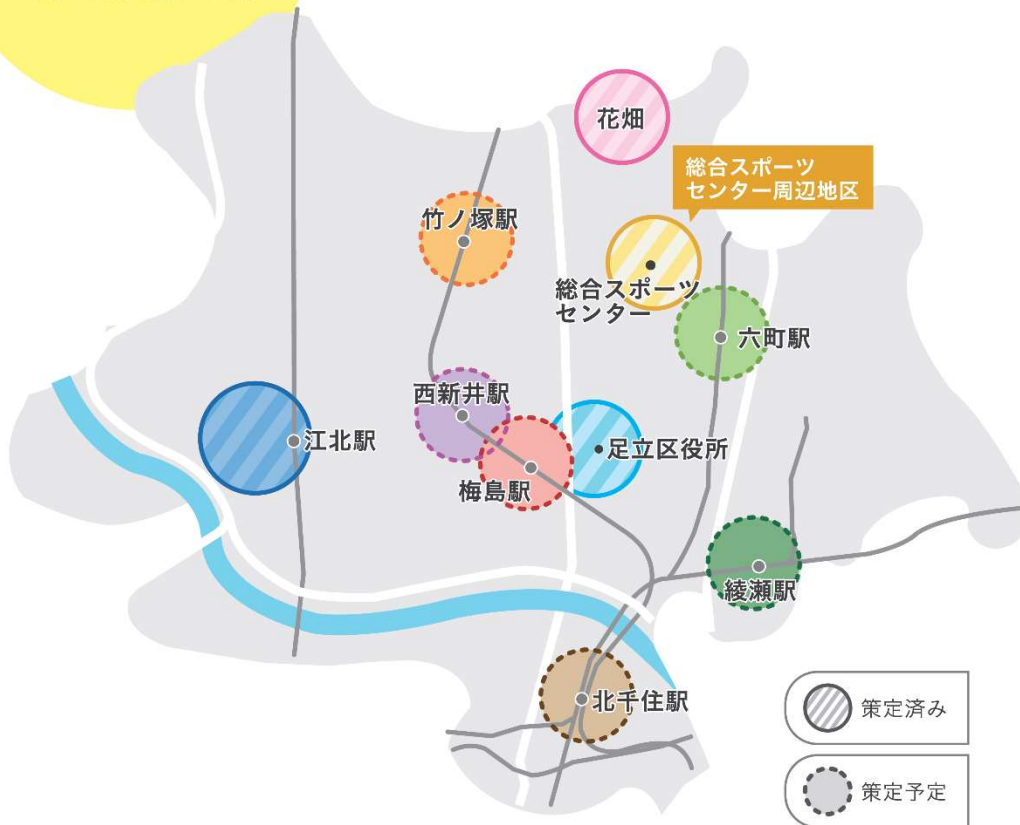 花畑
総合スポーツ
センター周辺地区
竹ノ塚駅
総合スポーツ
センター
六町駅
西新井駅
江北駅
足立区役所
梅島駅
綾瀬駅
北千住駅
策定済み
策定予定